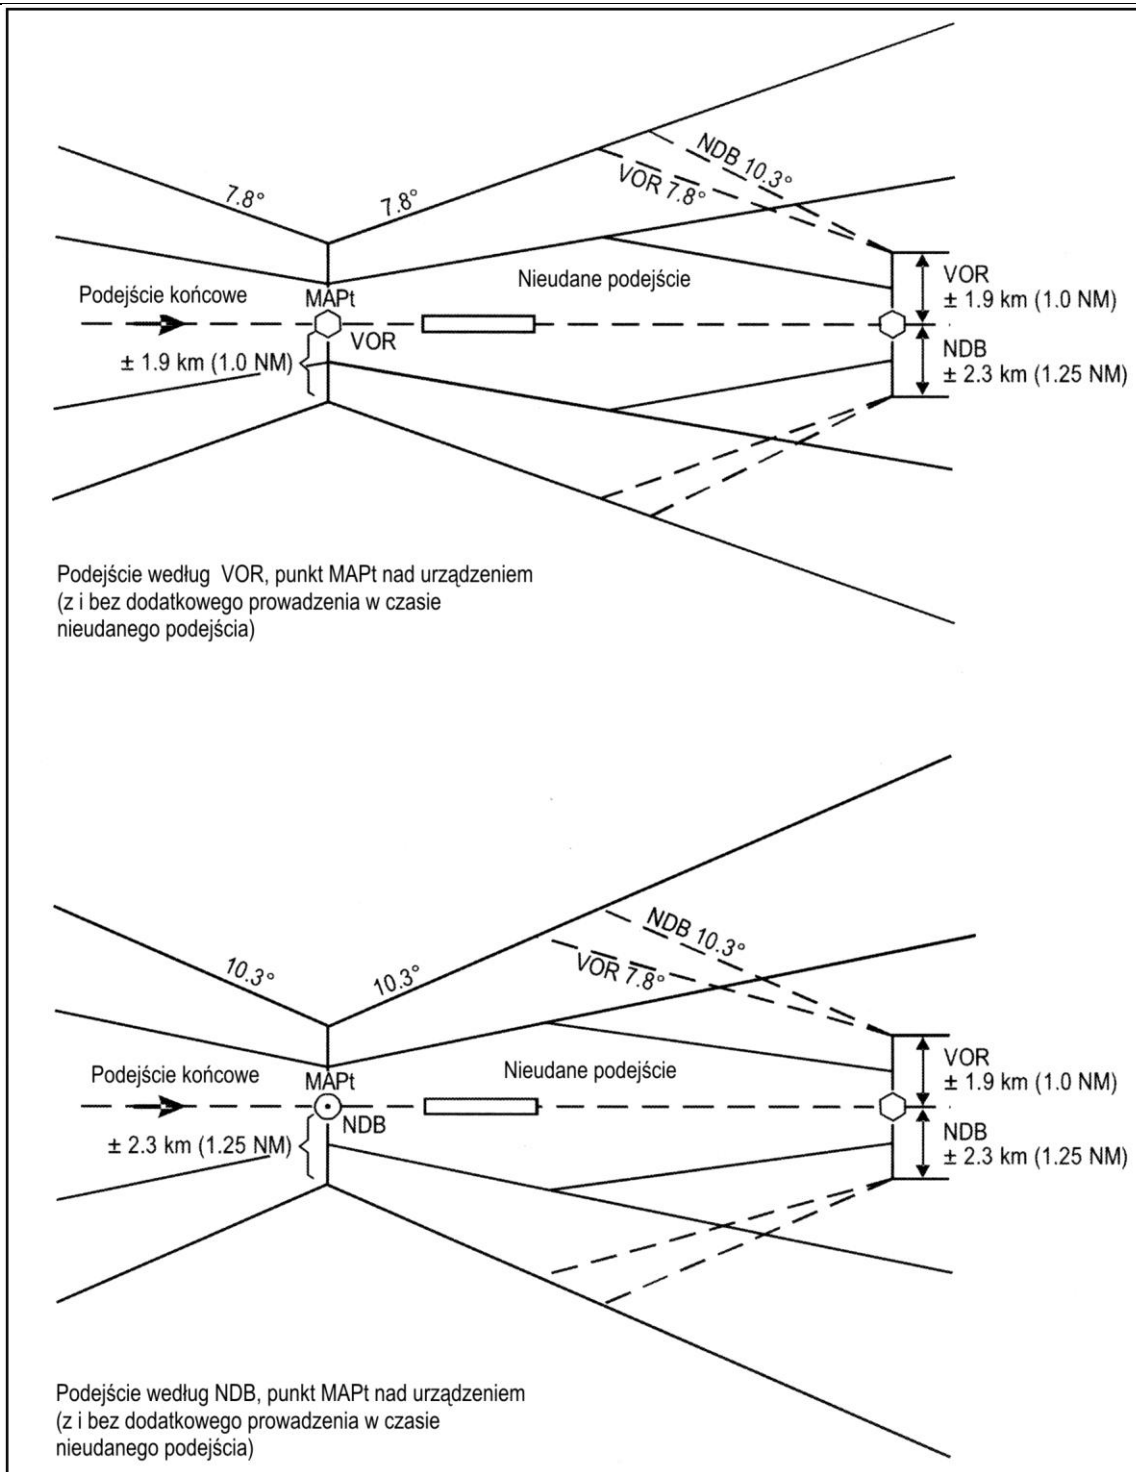 7.8°
7.8°
NDB 10.3°
VOR 7.8°
Podejście końcowe
MAPt
VOR
± 1.9 km (1.0 NM)
Nieudane podejście
VOR
± 1.9 km (1.0 NM)
NDB
± 2.3 km (1.25 NM)
Podejście według VOR, punkt MAPt nad urządzeniem
(z i bez dodatkowego prowadzenia w czasie
nieudanego podejścia)
10.3°
10.3°
NDB 10.3°
VOR 7.8°
Podejście końcowe
MAPt
NDB
± 2.3 km (1.25 NM)
Nieudane podejście
VOR
± 1.9 km (1.0 NM)
NDB
± 2.3 km (1.25 NM)
Podejście według NDB, punkt MAPt nad urządzeniem
(z i bez dodatkowego prowadzenia w czasie
nieudanego podejścia)